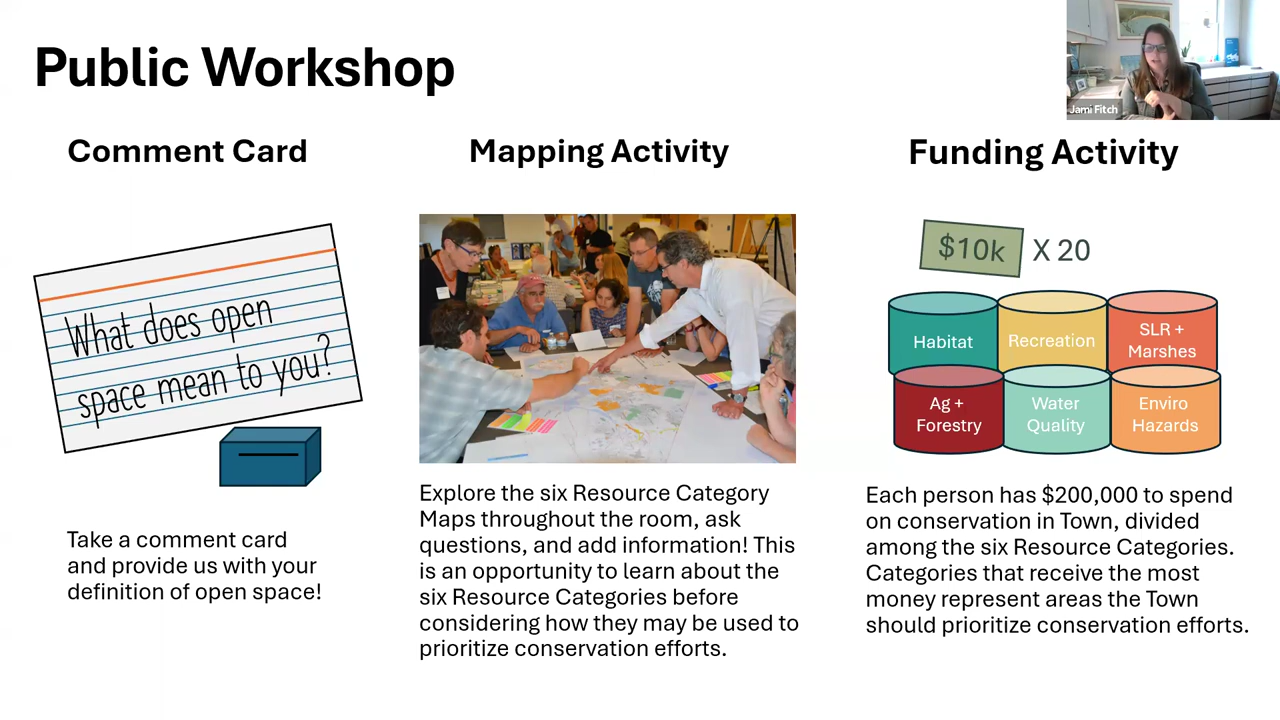 Public Workshop
Jami Fitch
Comment Card
What does open
space mean to you?
Take a comment card
and provide us with your
definition of open space!
Mapping Activity
Explore the six Resource Category
Maps throughout the room, ask
questions, and add information! This
is an opportunity to learn about the
six Resource Categories before
considering how they may be used to
prioritize conservation efforts.
Funding Activity
$10k X 20
Habitat
Recreation
SLR +
Marshes
Ag +
Forestry
Water
Quality
Enviro
Hazards
Each person has $200,000 to spend
on conservation in Town, divided
among the six Resource Categories.
Categories that receive the most
money represent areas the Town
should prioritize conservation efforts.